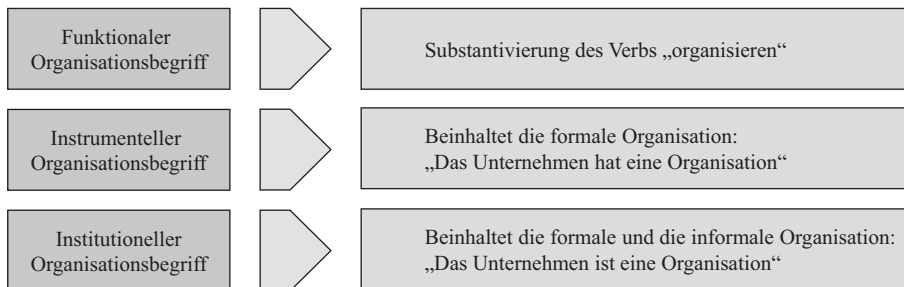 Funktionaler
Organisationsbegriff
Substantivierung des Verbs „organisieren“
Instrumenteller
Organisationsbegriff
Beinhaltet die formale Organisation:
„Das Unternehmen hat eine Organisation“
Institutioneller
Organisationsbegriff
Beinhaltet die formale und die informale Organisation:
„Das Unternehmen ist eine Organisation“